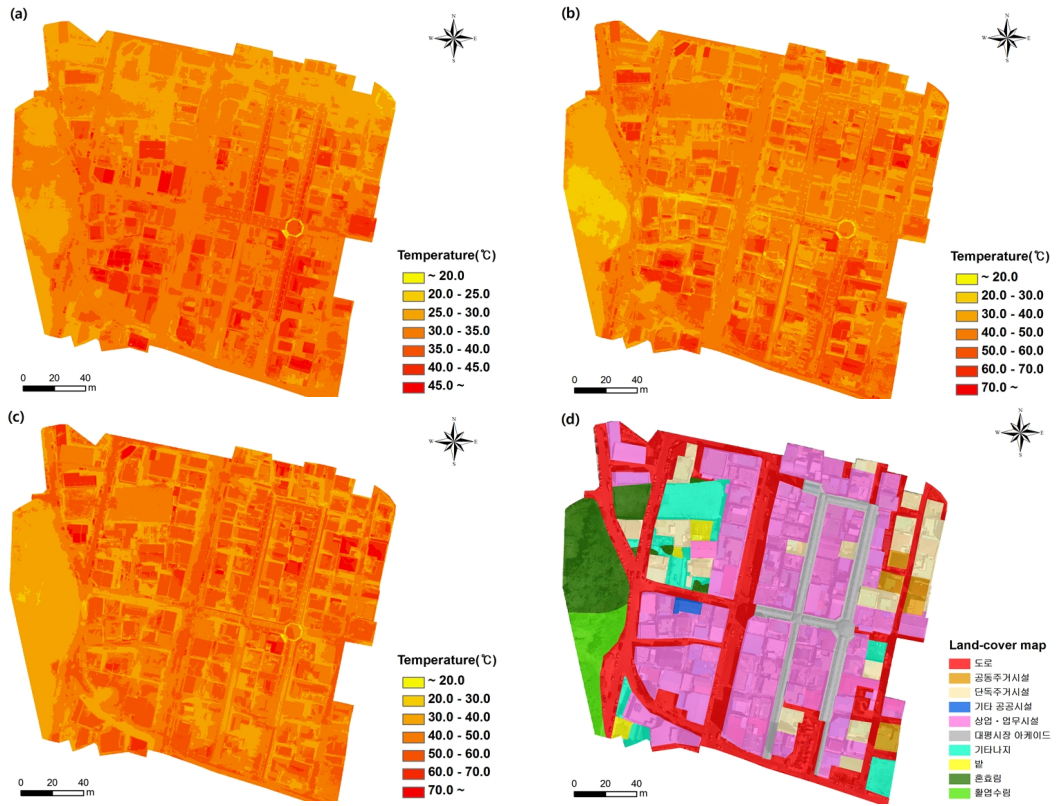 (a)
N
W
E
S
Temperature(℃)
~ 20.0
20.0 - 25.0
25.0 - 30.0
30.0 - 35.0
35.0 - 40.0
40.0 - 45.0
45.0 ~
0 20 40
m
(b)
N
W
E
S
Temperature(℃)
~ 20.0
20.0 - 30.0
30.0 - 40.0
40.0 - 50.0
50.0 - 60.0
60.0 - 70.0
70.0 ~
0 20 40
m
(c)
N
W
E
S
Temperature(℃)
~ 20.0
20.0 - 30.0
30.0 - 40.0
40.0 - 50.0
50.0 - 60.0
60.0 - 70.0
70.0 ~
0 20 40
m
(d)
N
W
E
S
Land-cover map
도로
공동주거시설
단독주거시설
기타 공공시설
상업·업무시설
대평시장 아케이드
기타나지
밭
혼효림
활엽수림
0 20 40
m